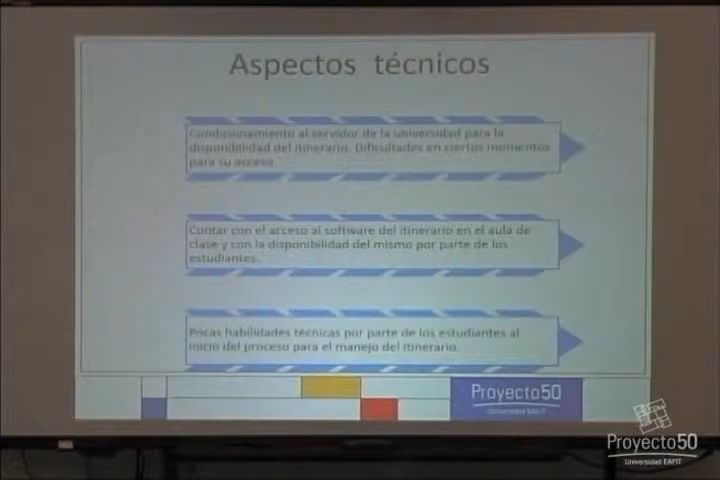 Aspectos técnicos
Condicionamiento al servidor de la universidad para la
disponibilidad del itinerario. Dificultades en ciertos momentos
para su acceso.
Contar con el acceso al software del itinerario en el aula de
clase y con la disponibilidad del mismo por parte de los
estudiantes.
Pocas habilidades técnicas por parte de los estudiantes al
inicio del proceso para el manejo del itinerario.
Proyecto50
Universidad EAFIT
Proyecto50
Universidad EAFIT